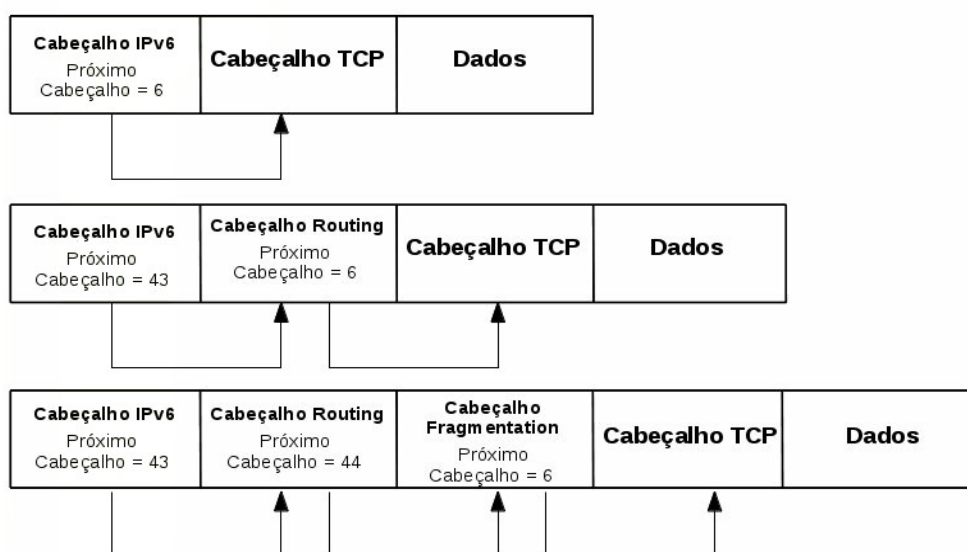 Cabeçalho IPv6
Próximo
Cabeçalho = 6
Cabeçalho TCP
Dados
Cabeçalho IPv6
Próximo
Cabeçalho = 43
Cabeçalho Routing
Próximo
Cabeçalho = 6
Cabeçalho TCP
Dados
Cabeçalho IPv6
Próximo
Cabeçalho = 43
Cabeçalho Routing
Próximo
Cabeçalho = 44
Cabeçalho
Fragmentation
Próximo
Cabeçalho = 6
Cabeçalho TCP
Dados